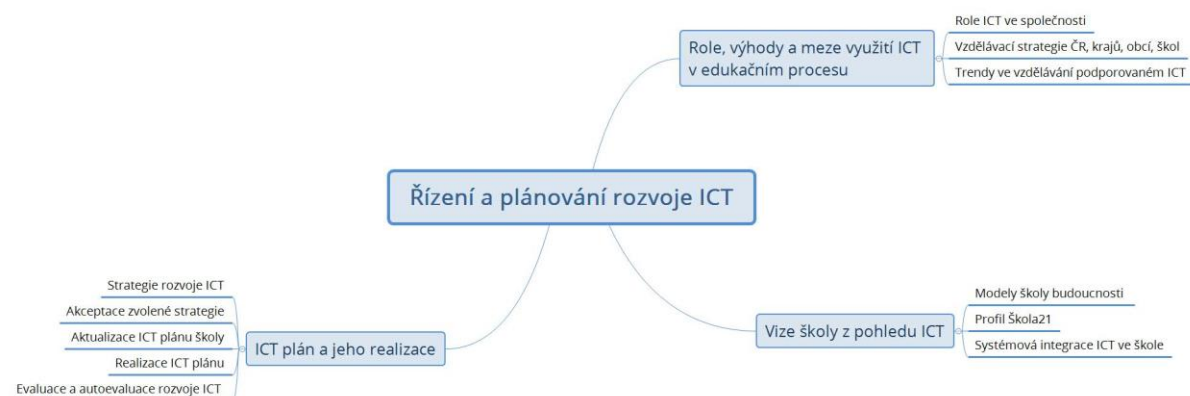 Řízení a plánování rozvoje ICT
Role, výhody a meze využití ICT
v edukačním procesu
Role ICT ve společnosti
Vzdělávací strategie ČR, krajů, obcí, škol
Trendy ve vzdělávání podporovaném ICT
Vize školy z pohledu ICT
Modely školy budoucnosti
Profil Škola21
Systémová integrace ICT ve škole
ICT plán a jeho realizace
Strategie rozvoje ICT
Akceptace zvolené strategie
Aktualizace ICT plánu školy
Realizace ICT plánu
Evaluace a autoevaluace rozvoje ICT